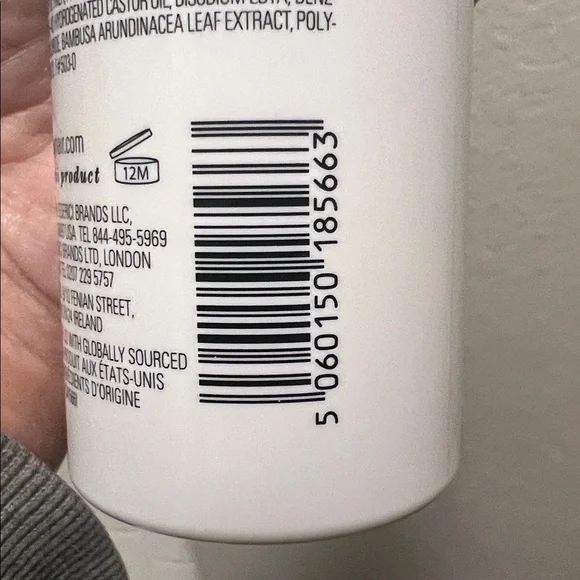 HYDROGENATED CASTOR OIL, DISODIUM EDTA, BENZ
BAMBUSA ARUNDINACEA LEAF EXTRACT, POLY-
.com
product
12M
BRANDS LLC,
USA TEL 844-495-5969
BRANDS LTD, LONDON
0207 229 5757
FENIAN STREET,
IRELAND
WITH GLOBALLY SOURCED
AUX ÉTATS-UNIS
D'ORIGINE
5 060150 185663